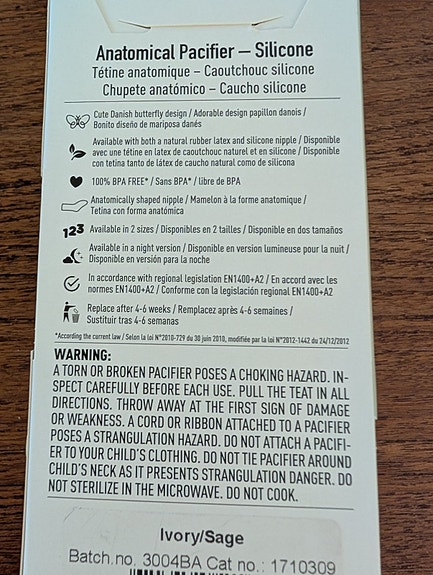 Anatomical Pacifier – Silicone
Tétine anatomique – Caoutchouc silicone
Chupete anatómico – Caucho silicone
Cute Danish butterfly design / Adorable design papillon danois /
Bonito diseño de mariposa danés
Available with both a natural rubber latex and silicone nipple / Disponible
avec une tétine en latex de caoutchouc naturel et en silicone / Disponible
con tetina tanto de látex de caucho natural como de silicona
100% BPA FREE* / Sans BPA* / libre de BPA
Anatomically shaped nipple / Mamelon à la forme anatomique /
Tetina con forma anatómica
123 Available in 2 sizes / Disponibles en 2 tailles / Disponible en dos tamaños
Available in a night version / Disponible en version lumineuse pour la nuit /
Disponible en versión para la noche
In accordance with regional legislation EN1400+A2 / En accord avec les
normes EN1400+A2 / Conforme con la legislación regional EN1400+A2
Replace after 4-6 weeks / Remplacez après 4-6 semaines /
Sustituir tras 4-6 semanas
*According the current law / Selon la loi N°2010-729 du 30 juin 2010, modifiée par la loi N°2012-1442 du 24/12/2012
WARNING:
A TORN OR BROKEN PACIFIER POSES A CHOKING HAZARD. IN-
SPECT CAREFULLY BEFORE EACH USE. PULL THE TEAT IN ALL
DIRECTIONS. THROW AWAY AT THE FIRST SIGN OF DAMAGE
OR WEAKNESS. A CORD OR RIBBON ATTACHED TO A PACIFIER
POSES A STRANGULATION HAZARD. DO NOT ATTACH A PACIFI-
ER TO YOUR CHILD'S CLOTHING. DO NOT TIE PACIFIER AROUND
CHILD'S NECK AS IT PRESENTS STRANGULATION DANGER. DO
NOT STERILIZE IN THE MICROWAVE. DO NOT COOK.
Ivory/Sage
Batch.no. 3004BA Cat no.: 1710309